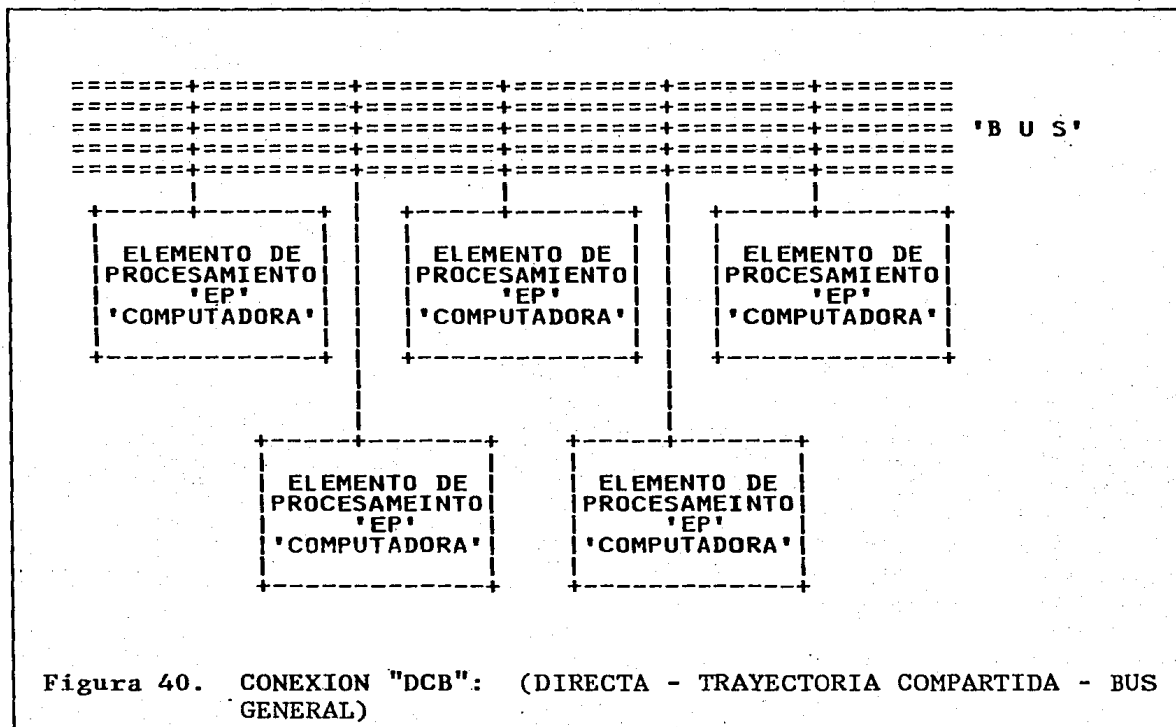 'B U S'
ELEMENTO DE
PROCESAMIENTO
'EP'
'COMPUTADORA'
ELEMENTO DE
PROCESAMIENTO
'EP'
'COMPUTADORA'
ELEMENTO DE
PROCESAMIENTO
'EP'
'COMPUTADORA'
ELEMENTO DE
PROCESAMEINTO
'EP'
'COMPUTADORA'
ELEMENTO DE
PROCESAMEINTO
'EP'
'COMPUTADORA'
Figura 40. CONEXION "DCB": (DIRECTA - TRAYECTORIA COMPARTIDA - BUS
GENERAL)